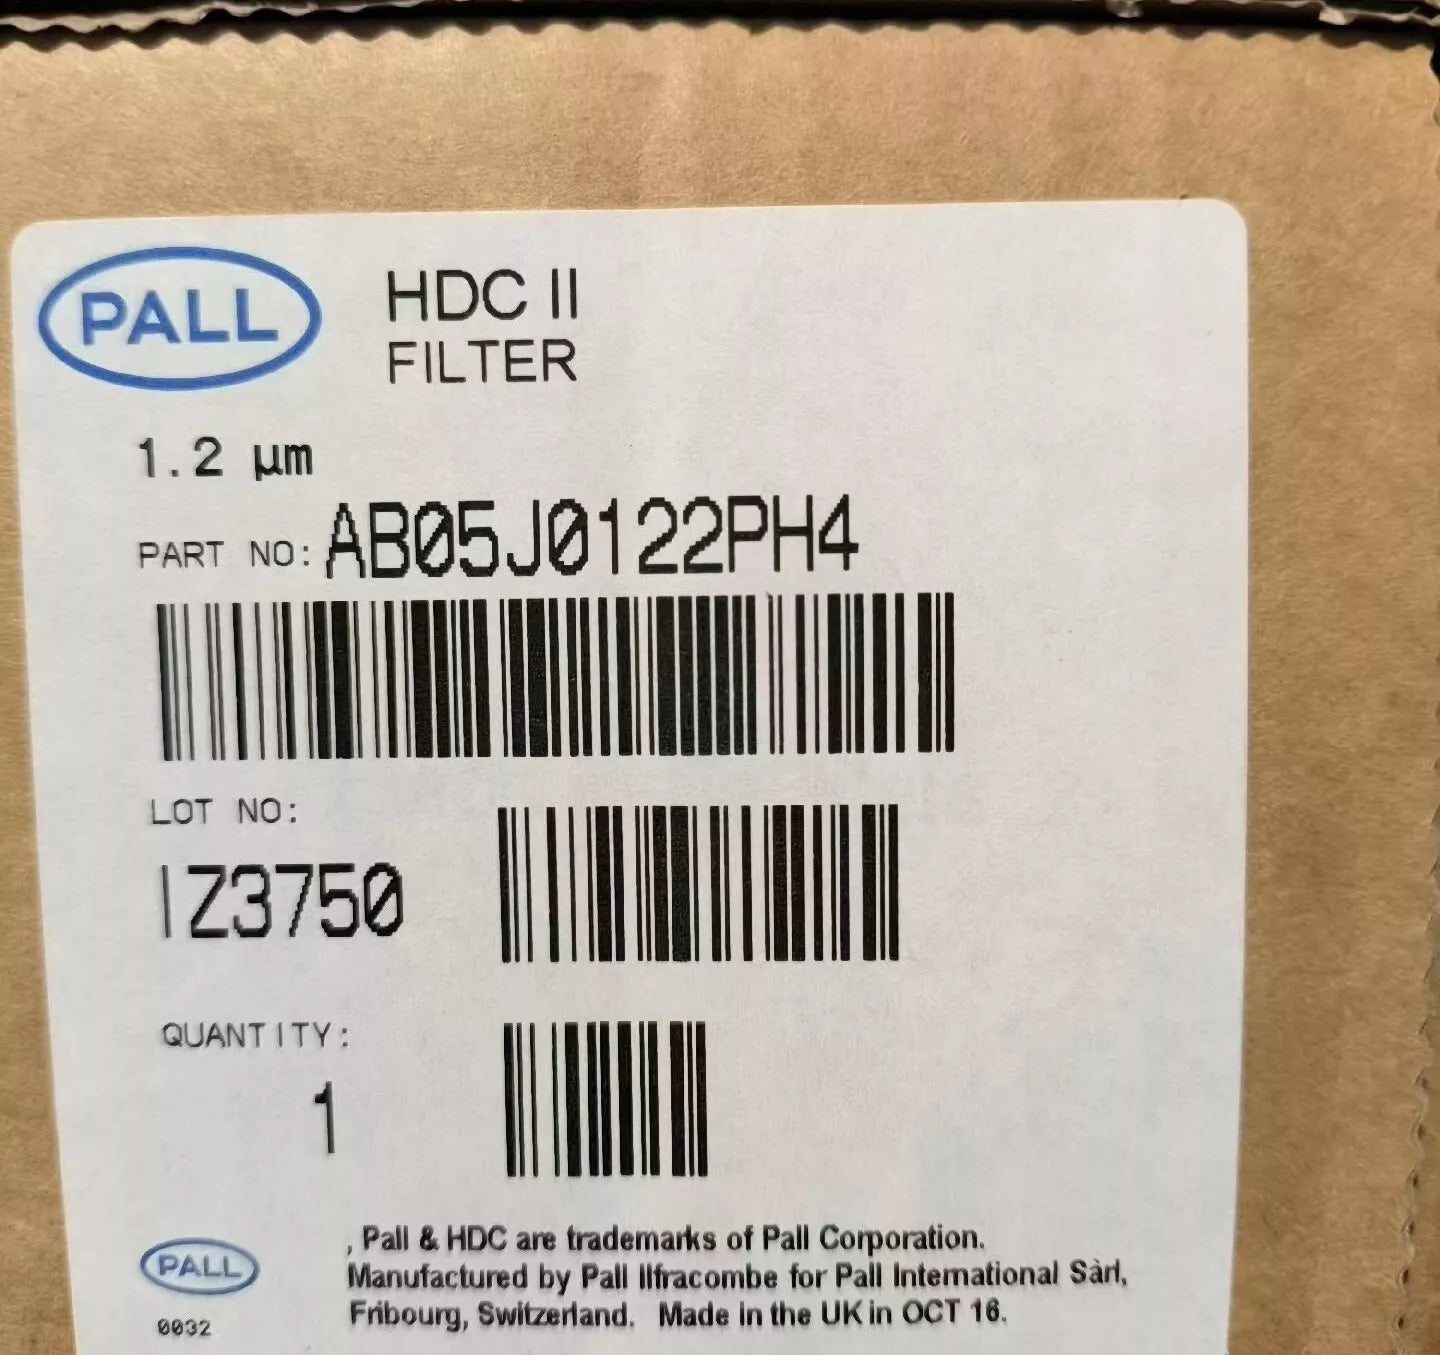 PALL
HDC II
FILTER
1.2 µm
PART NO: AB05J0122PH4
LOT NO:
IZ3750
QUANTITY:
1
PALL
0032
, Pall & HDC are trademarks of Pall Corporation.
Manufactured by Pall Ilfracombe for Pall International Sàrl,
Fribourg, Switzerland. Made in the UK in OCT 16.